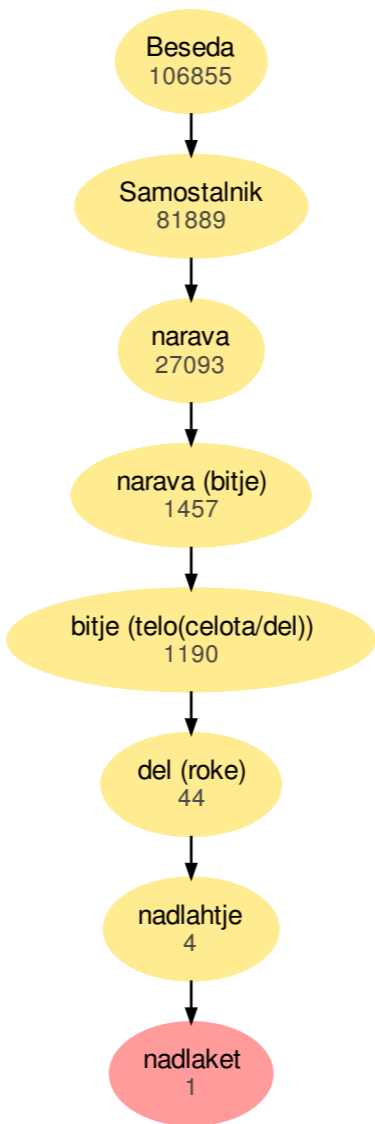 Beseda
106855
Samostalnik
81889
narava
27093
narava (bitje)
1457
bitje (telo(celota/del))
1190
del (roke)
44
nadlahtje
4
nadlaket
1